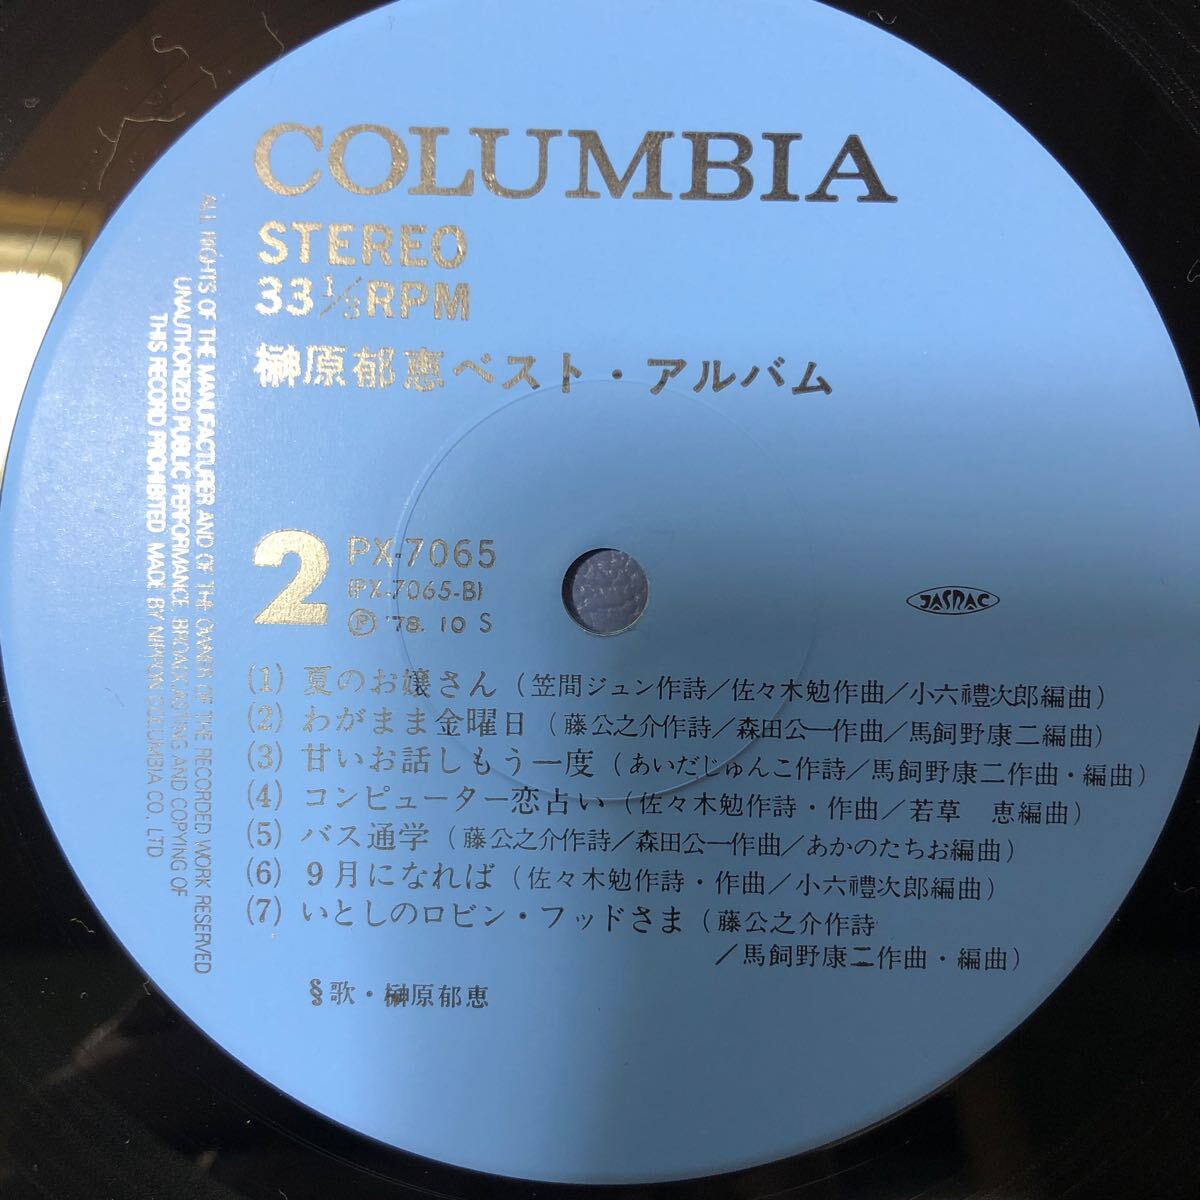 COLUMBIA
STEREO
33⅓RPM
榊原郁恵ベスト・アルバム
2
PX-7065
(PX-7065-B)
Ⓟ '78. 10 S
JASRAC
(1) 夏のお嬢さん(笠間ジュン作詩/佐々木勉作曲/小六禮次郎編曲)
(2) わがまま金曜日(藤公之介作詩/森田公一作曲/馬飼野康二編曲)
(3) 甘いお話しもう一度(あいだじゅんこ作詩/馬飼野康二作曲・編曲)
(4) コンピューター恋占い(佐々木勉作詩・作曲/若草 恵編曲)
(5) バス通学(藤公之介作詩/森田公一作曲/あかのたちお編曲)
(6) 9月になれば(佐々木勉作詩・作曲/小六禮次郎編曲)
(7) いとしのロビン・フッドさま(藤公之介作詩
/馬飼野康二作曲・編曲)
§歌・榊原郁恵
ALL RIGHTS OF THE MANUFACTURER AND OF THE OWNER OF THE RECORDED WORK RESERVED
UNAUTHORIZED PUBLIC PERFORMANCE, BROADCASTING AND COPYING OF
THIS RECORD PROHIBITED MADE BY NIPPON COLUMBIA CO., LTD